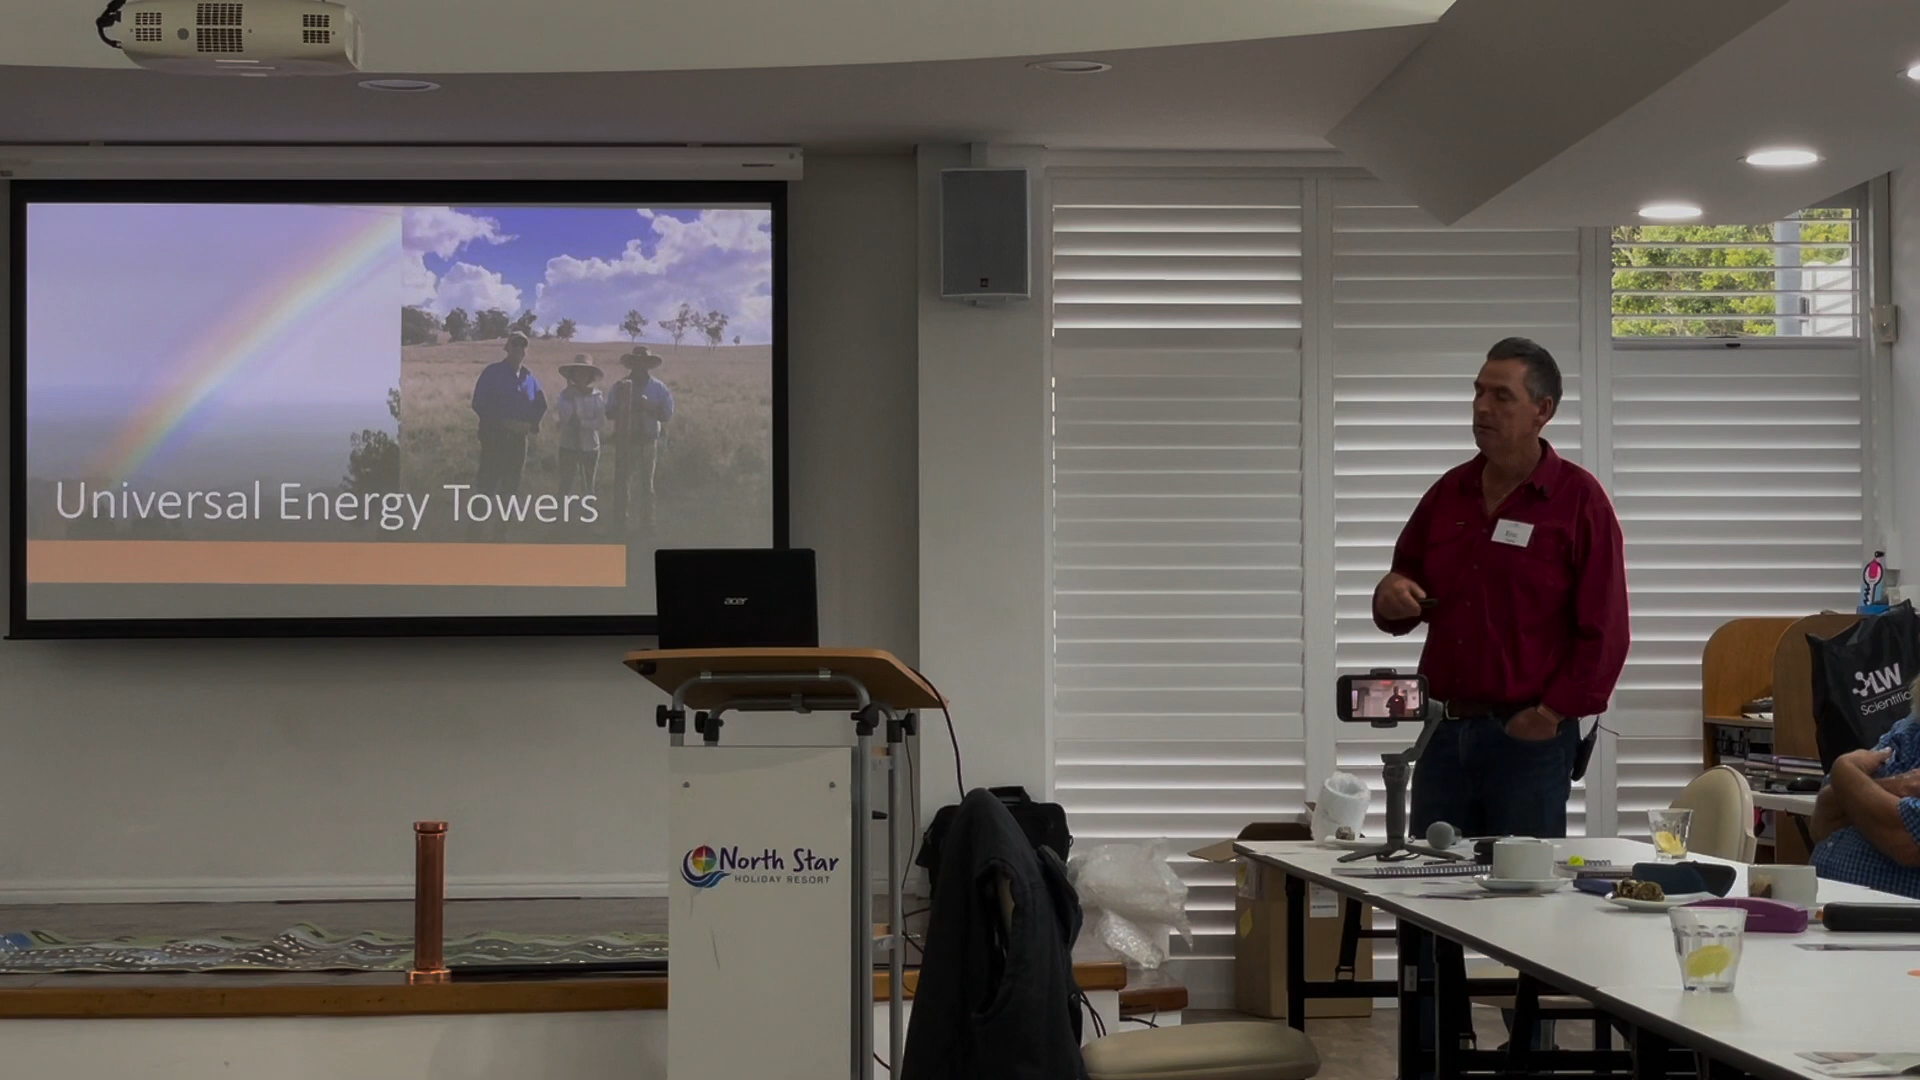 Universal Energy Towers
acer
Eric
North Star
HOLIDAY RESORT
LW
Scientific